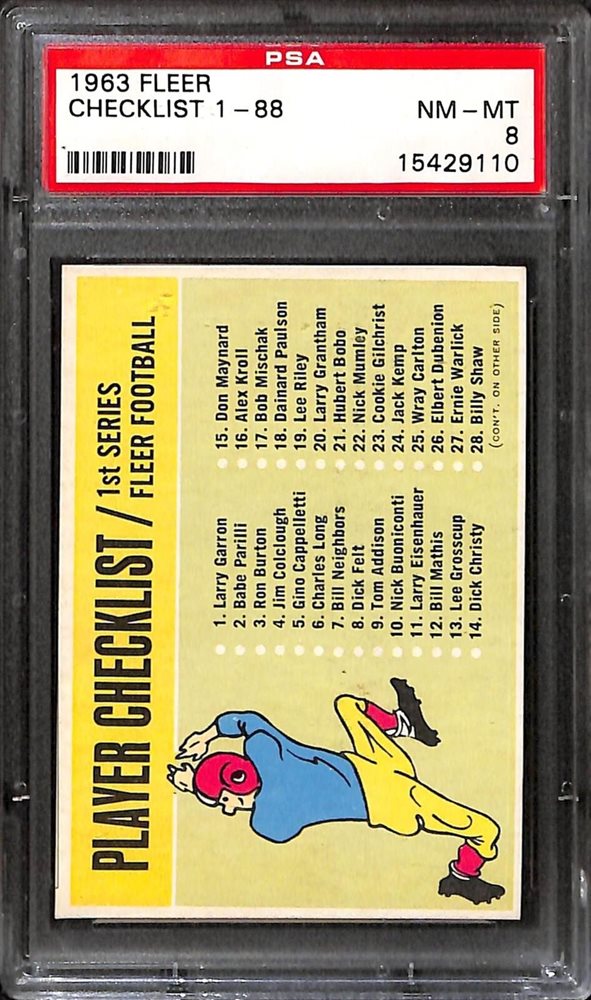 PSA
1963 FLEER
CHECKLIST 1-88 NM-MT
8
15429110
PLAYER CHECKLIST / 1st SERIES
FLEER FOOTBALL
1. Larry Garron
2. Babe Parilli
3. Ron Burton
4. Jim Colclough
5. Gino Cappelletti
6. Charles Long
7. Bill Neighbors
8. Dick Felt
9. Tom Addison
10. Nick Buoniconti
11. Larry Eisenhauer
12. Bill Mathis
13. Lee Grosscup
14. Dick Christy
15. Don Maynard
16. Alex Kroll
17. Bob Mischak
18. Dainard Paulson
19. Lee Riley
20. Larry Grantham
21. Hubert Bobo
22. Nick Mumley
23. Cookie Gilchrist
24. Jack Kemp
25. Wray Carlton
26. Elbert Dubenion
27. Ernie Warlick
28. Billy Shaw
(CON'T. ON OTHER SIDE)